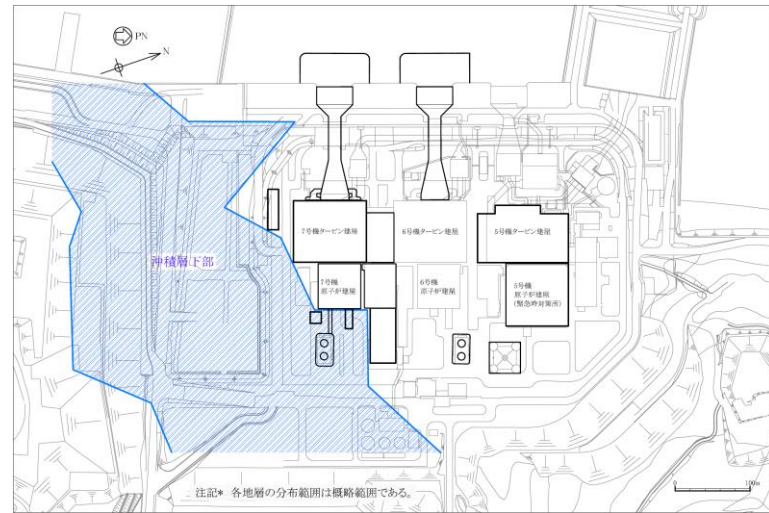 PN
N
7号機タービン建屋
6号機タービン建屋
5号機タービン建屋
沖積層下部
7号機
原子炉建屋
6号機
原子炉建屋
5号機
原子炉建屋
(緊急時対策所)
注記* 各地層の分布範囲は概略範囲である。
0
100m